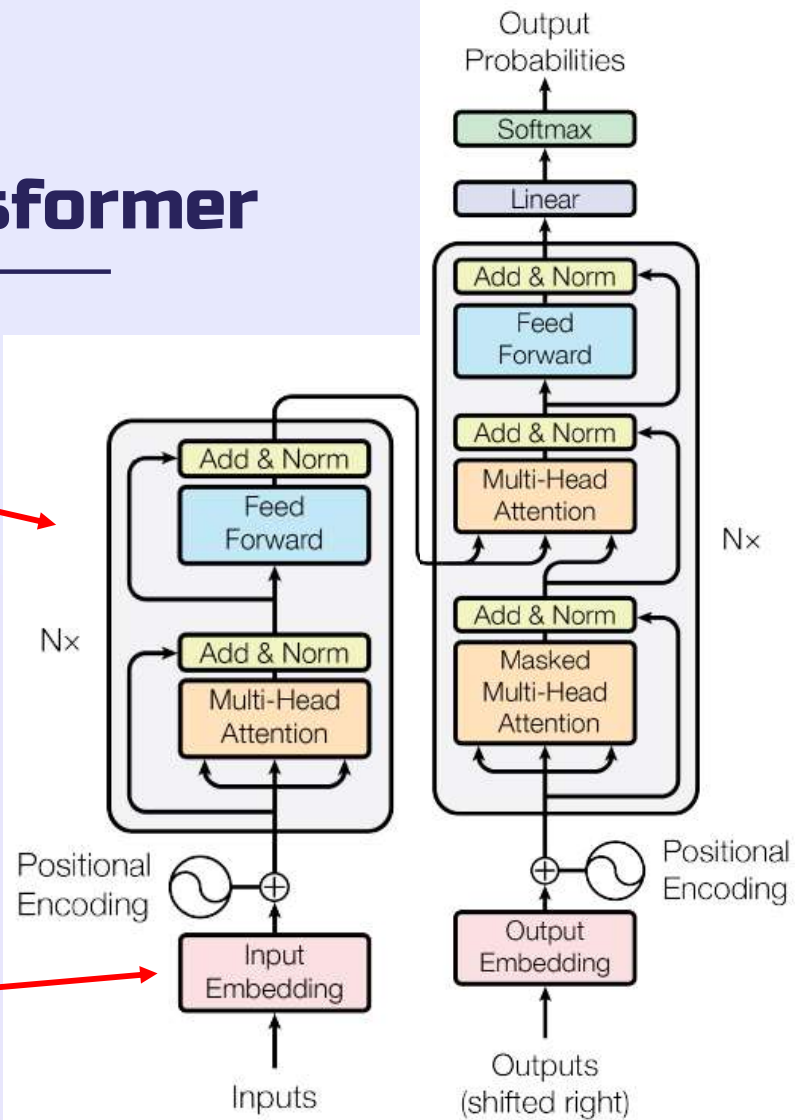 Output
Probabilities
Softmax
sformer
Linear
Add & Norm
Feed
Forward
Add & Norm
Multi-Head
Attention
Nx
Add & Norm
Masked
Multi-Head
Attention
Positional
Encoding
Output
Embedding
Outputs
(shifted right)
Add & Norm
Feed
Forward
Nx
Add & Norm
Multi-Head
Attention
Positional
Encoding
Input
Embedding
Inputs